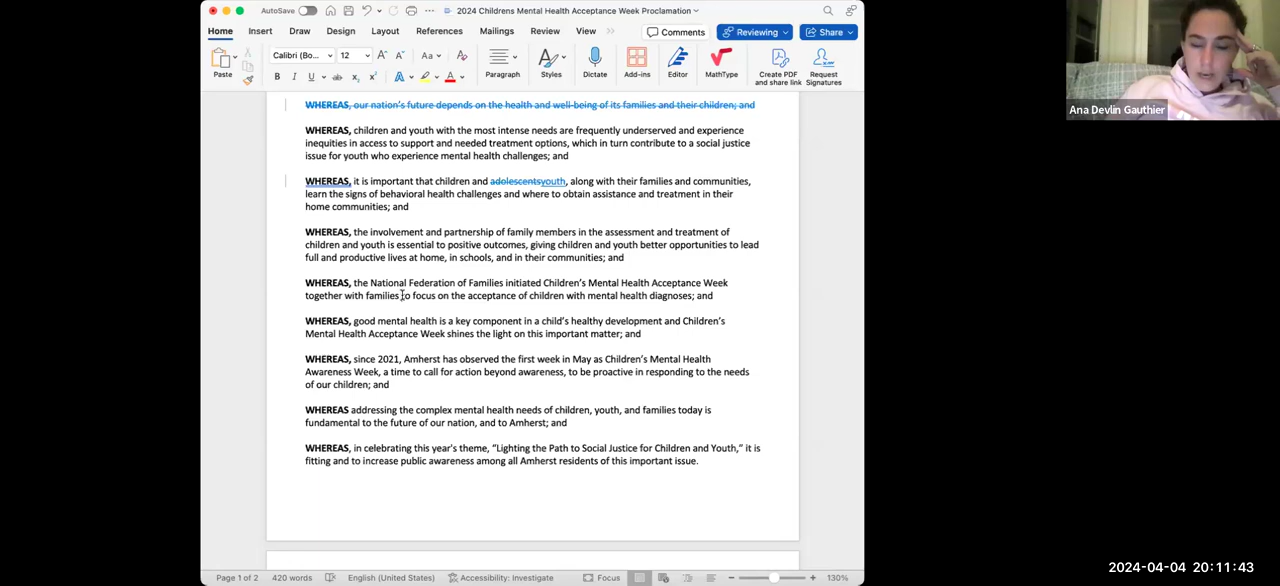 AutoSave
2024 Childrens Mental Health Acceptance Week Proclamation
Home Insert Draw Design Layout References Mailings Review View Comments Reviewing Share
Calibri (Bo... 12
Paste Paragraph Styles Dictate Add-ins Editor MathType Create PDF and share link Request Signatures
WHEREAS, our nation's future depends on the health and well-being of its families and their children; and
WHEREAS, children and youth with the most intense needs are frequently underserved and experience
inequities in access to support and needed treatment options, which in turn contribute to a social justice
issue for youth who experience mental health challenges; and
WHEREAS, it is important that children and adolescentsyouth, along with their families and communities,
learn the signs of behavioral health challenges and where to obtain assistance and treatment in their
home communities; and
WHEREAS, the involvement and partnership of family members in the assessment and treatment of
children and youth is essential to positive outcomes, giving children and youth better opportunities to lead
full and productive lives at home, in schools, and in their communities; and
WHEREAS, the National Federation of Families initiated Children's Mental Health Acceptance Week
together with families to focus on the acceptance of children with mental health diagnoses; and
WHEREAS, good mental health is a key component in a child's healthy development and Children's
Mental Health Acceptance Week shines the light on this important matter; and
WHEREAS, since 2021, Amherst has observed the first week in May as Children's Mental Health
Awareness Week, a time to call for action beyond awareness, to be proactive in responding to the needs
of our children; and
WHEREAS addressing the complex mental health needs of children, youth, and families today is
fundamental to the future of our nation, and to Amherst; and
WHEREAS, in celebrating this year's theme, "Lighting the Path to Social Justice for Children and Youth," it is
fitting and to increase public awareness among all Amherst residents of this important issue.
Page 1 of 2 420 words English (United States) Accessibility: Investigate Focus 130%
Ana Devlin Gauthier
2024-04-04 20:11:43